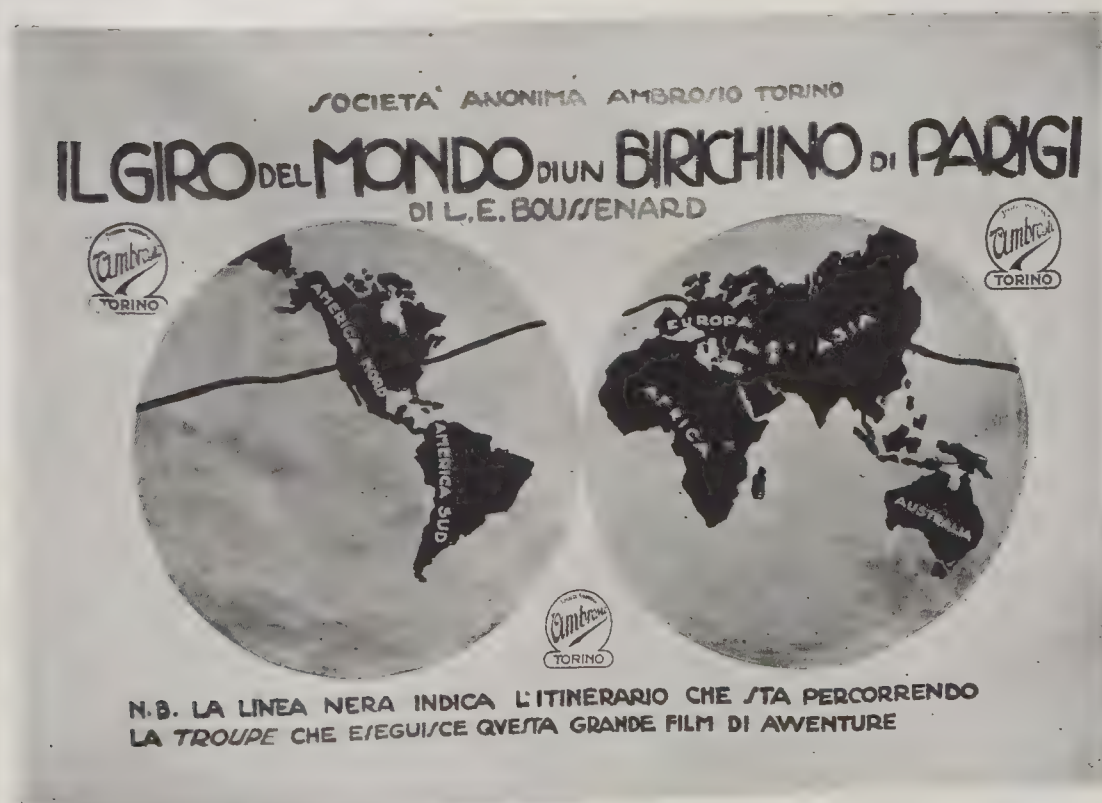 SOCIETA' ANONIMA AMBROSIO TORINO
IL GIRO DEL MONDO DI UN BIRICHINO DI PARIGI
DI L. E. BOUSSENARD
Ambrosio
TORINO
Ambrosio
TORINO
AMERICA NORD
EUROPA
ASIA
AFRICA
AMERICA SUD
AUSTRALIA
Ambrosio
TORINO
N.B. LA LINEA NERA INDICA L'ITINERARIO CHE STA PERCORRENDO
LA TROUPE CHE ESEGUISCE QVESTA GRANDE FILM DI AVVENTURE